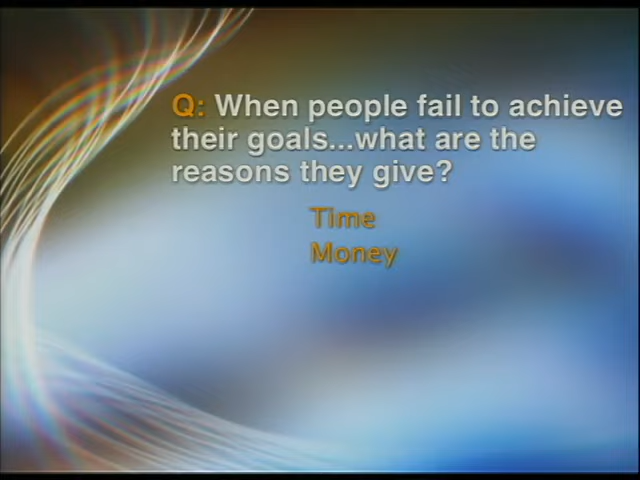 Q: When people fail to achieve
their goals...what are the
reasons they give?
Time
Money